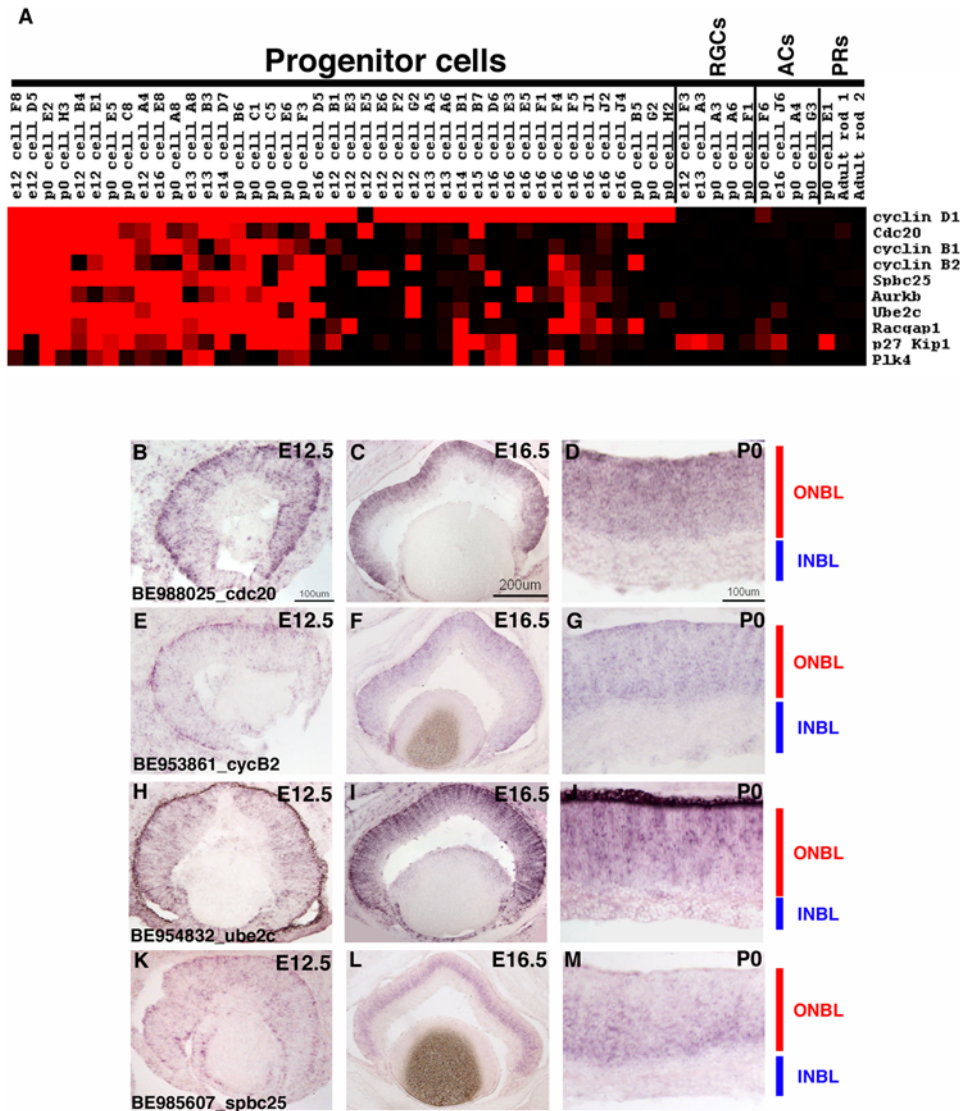 A
Progenitor cells
RGCs
ACs
PRs
e12 cell F8
e12 cell D5
p0 cell E2
p0 cell H3
e12 cell B4
e12 cell E1
p0 cell E5
p0 cell C8
e12 cell A4
e16 cell E8
p0 cell A8
e13 cell A8
e13 cell B3
e14 cell D7
p0 cell B6
p0 cell C1
p0 cell C5
p0 cell E6
p0 cell F3
e16 cell D5
e12 cell B1
e12 cell E3
e12 cell E5
e12 cell E6
e12 cell F2
e12 cell G2
e13 cell A5
e13 cell A6
e14 cell B1
e15 cell B7
e16 cell D6
e16 cell E3
e16 cell E5
e16 cell F1
e16 cell F4
e16 cell F5
e16 cell J1
e16 cell J2
e16 cell J4
p0 cell B5
p0 cell G2
p0 cell H2
e12 cell F3
e13 cell A3
p0 cell A3
p0 cell A6
p0 cell F1
p0 cell F6
e16 cell J6
p0 cell A4
p0 cell G3
p0 cell E1
Adult rod 1
Adult rod 2
cyclin D1
Cdc20
cyclin B1
cyclin B2
Spbc25
Aurkb
Ube2c
Racgap1
p27 Kip1
Plk4
B E12.5
BE988025_cdc20
100um
C E16.5
200um
D P0
100um
ONBL
INBL
E E12.5
BE953861_cycB2
F E16.5
G P0
ONBL
INBL
H E12.5
BE954832_ube2c
I E16.5
J P0
ONBL
INBL
K E12.5
BE985607_spbc25
L E16.5
M P0
ONBL
INBL